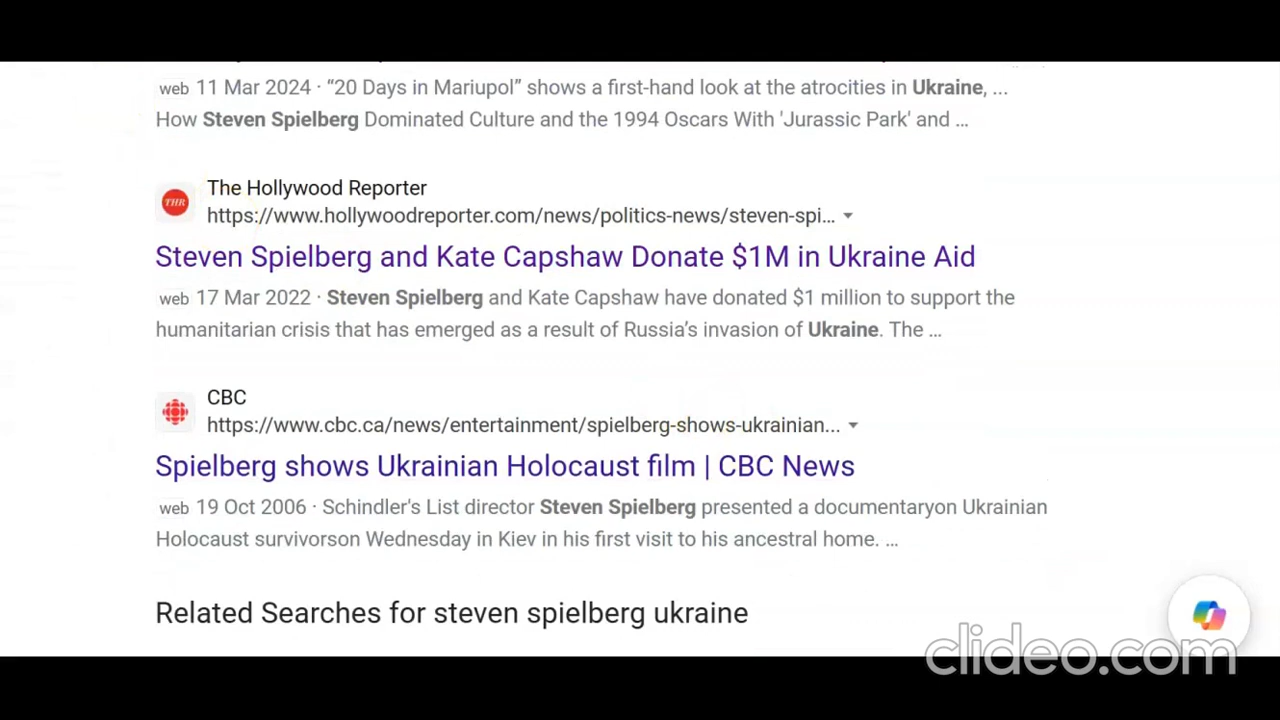 web 11 Mar 2024 · “20 Days in Mariupol” shows a first-hand look at the atrocities in Ukraine, ...
How Steven Spielberg Dominated Culture and the 1994 Oscars With 'Jurassic Park' and ...
The Hollywood Reporter
THR
https://www.hollywoodreporter.com/news/politics-news/steven-spi...
Steven Spielberg and Kate Capshaw Donate $1M in Ukraine Aid
web 17 Mar 2022 · Steven Spielberg and Kate Capshaw have donated $1 million to support the
humanitarian crisis that has emerged as a result of Russia’s invasion of Ukraine. The ...
CBC
https://www.cbc.ca/news/entertainment/spielberg-shows-ukrainian...
Spielberg shows Ukrainian Holocaust film | CBC News
web 19 Oct 2006 · Schindler's List director Steven Spielberg presented a documentaryon Ukrainian
Holocaust survivorson Wednesday in Kiev in his first visit to his ancestral home. ...
Related Searches for steven spielberg ukraine
clideo.com